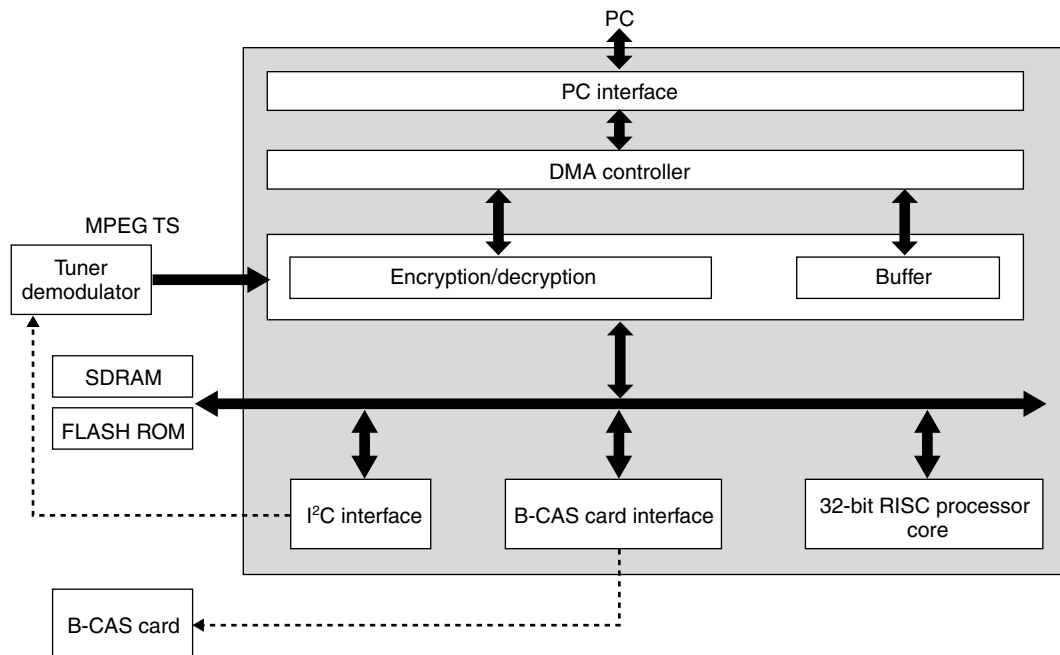 PC
PC interface
DMA controller
MPEG TS
Tuner
demodulator
Encryption/decryption
Buffer
SDRAM
FLASH ROM
I²C interface
B-CAS card interface
32-bit RISC processor
core
B-CAS card